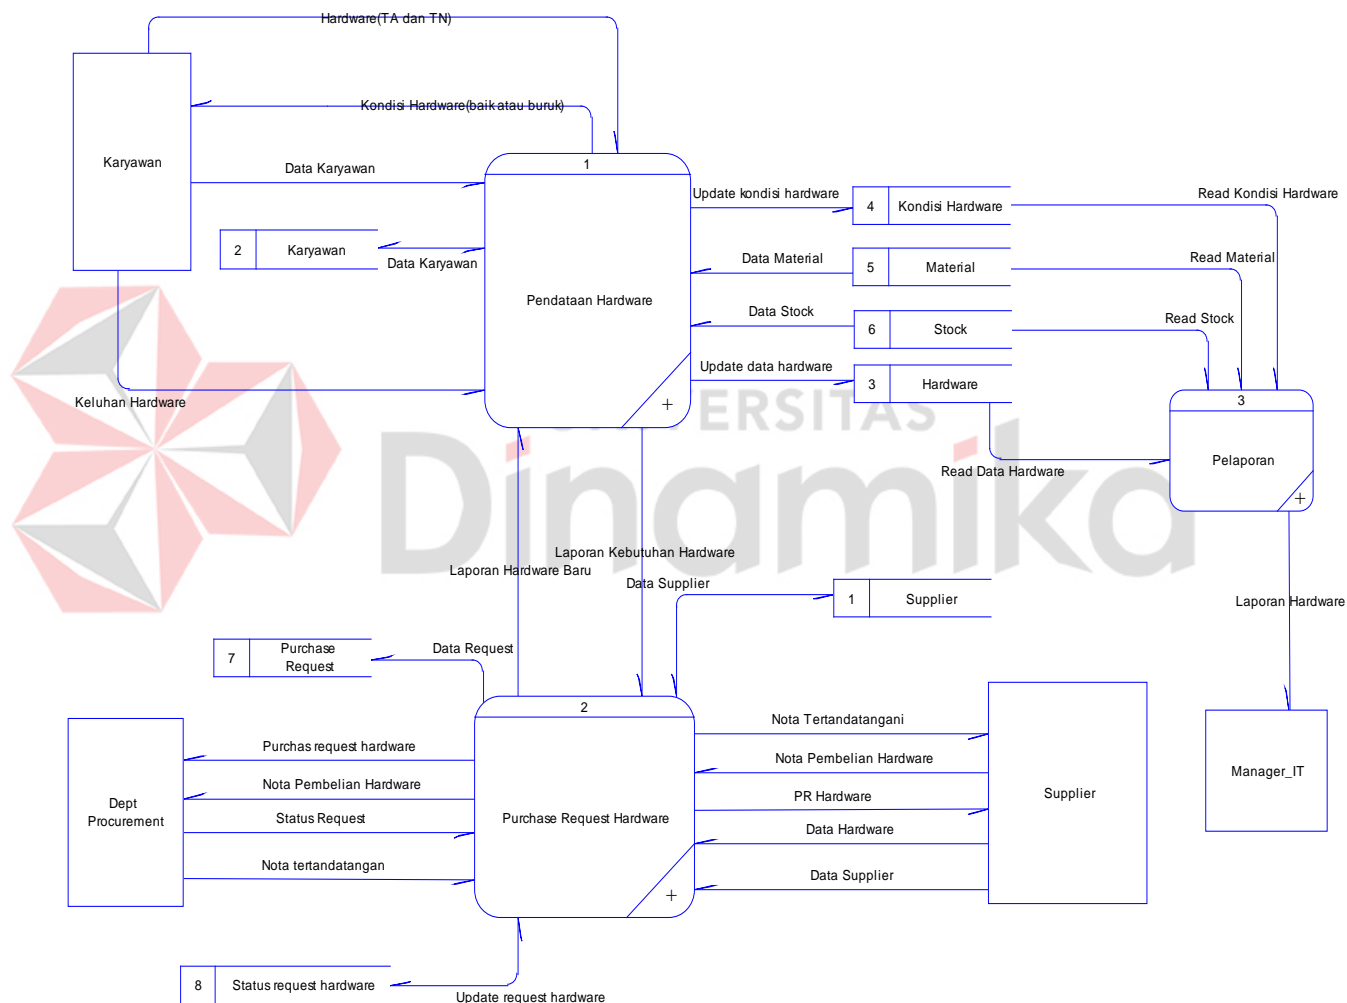 Hardware(TA dan TN)
Kondisi Hardware(baik atau buruk)
Karyawan
Data Karyawan
1
Pendataan Hardware
+
2
Karyawan
Data Karyawan
Keluhan Hardware
Update kondisi hardware
4
Kondisi Hardware
Read Kondisi Hardware
Data Material
5
Material
Read Material
Data Stock
6
Stock
Read Stock
Update data hardware
3
Hardware
Read Data Hardware
3
Pelaporan
+
UNIVERSITAS
Dinamika
Laporan Hardware Baru
Laporan Kebutuhan Hardware
Data Supplier
1
Supplier
Laporan Hardware
Manager_IT
7
Purchase
Request
Data Request
2
Purchase Request Hardware
+
Dept
Procurement
Purchas request hardware
Nota Pembelian Hardware
Status Request
Nota tertandatangan
Nota Tertandatangani
Nota Pembelian Hardware
PR Hardware
Data Hardware
Data Supplier
Supplier
8
Status request hardware
Update request hardware